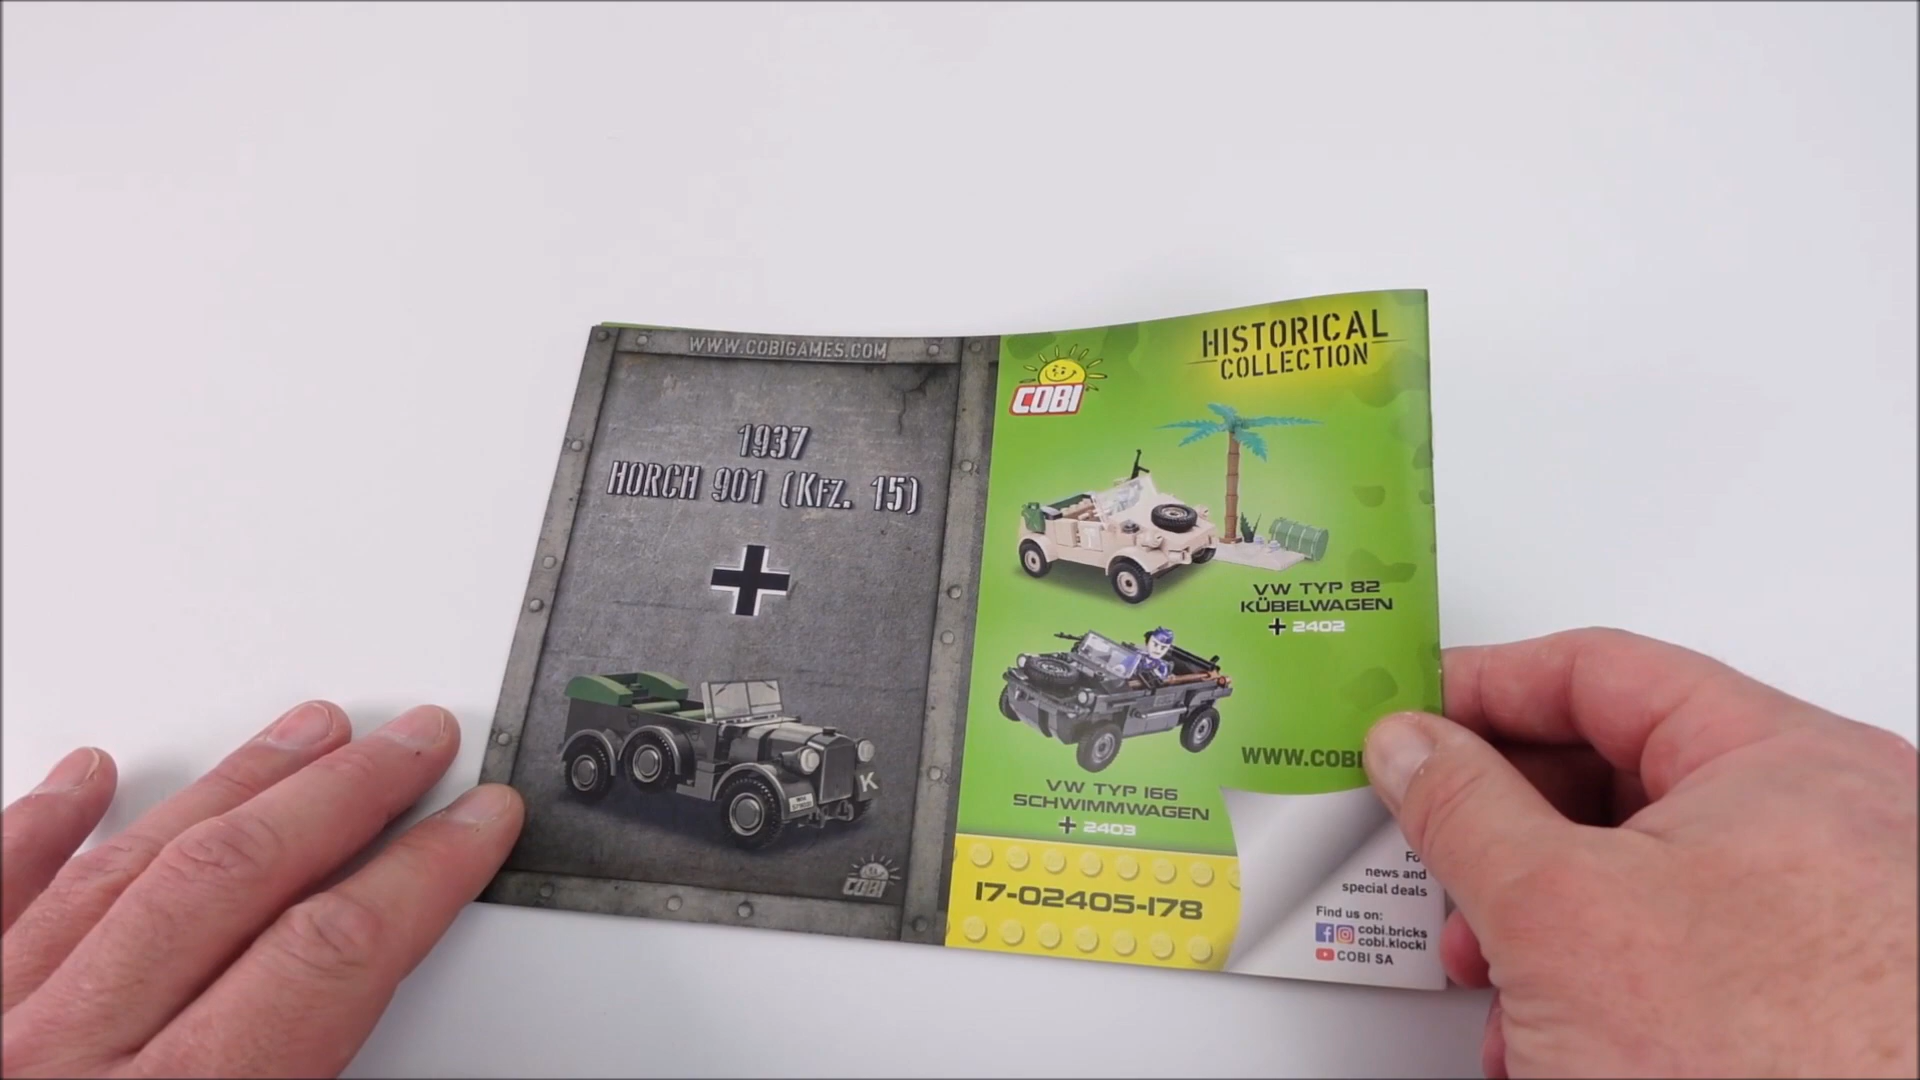 WWW.COBIGAMES.COM
1937
HORCH 901 (KFZ. 15)
K
COBI
HISTORICAL
COLLECTION
COBI
VW TYP 82
KÜBELWAGEN
2402
VW TYP 166
SCHWIMMWAGEN
2403
WWW.COBI
17-02405-178
news and
special deals
Find us on:
cobi.bricks
cobi.klocki
COBI SA